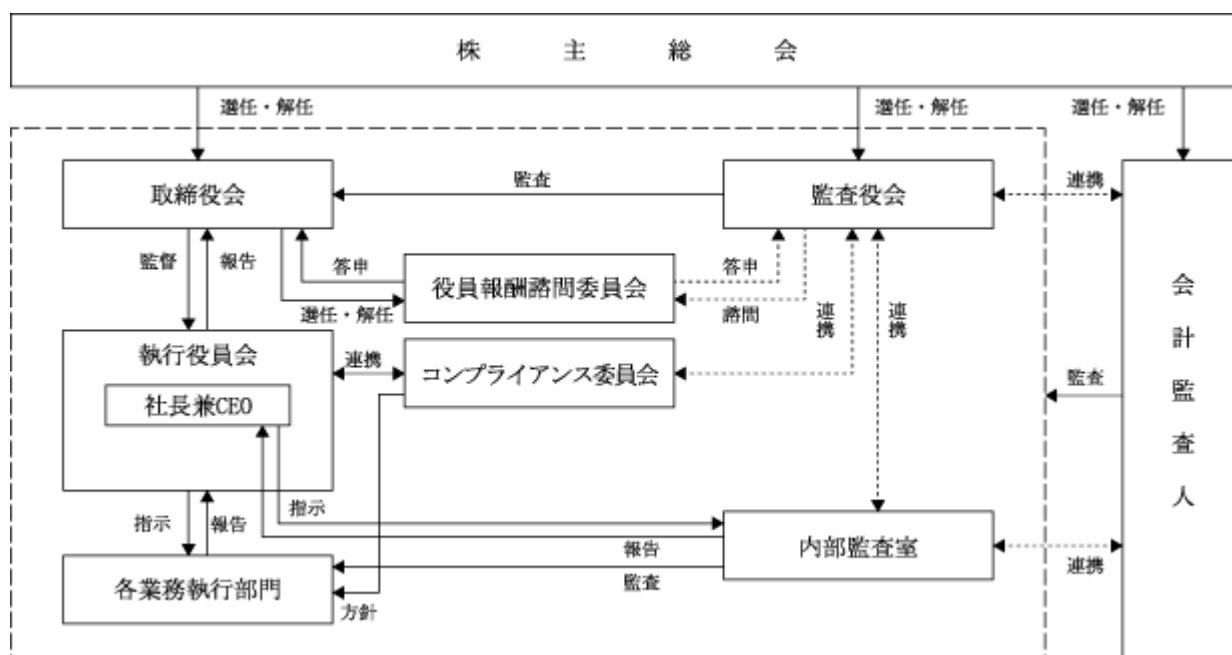 株主総会
選任・解任
選任・解任
選任・解任
取締役会
監査
監査役会
連携
監督
報告
答申
役員報酬諮問委員会
答申
選任・解任
諮問
連携
連携
会計監査人
執行役員会
連携
コンプライアンス委員会
社長兼CEO
監査
指示
報告
指示
報告
内部監査室
連携
各業務執行部門
監査
方針